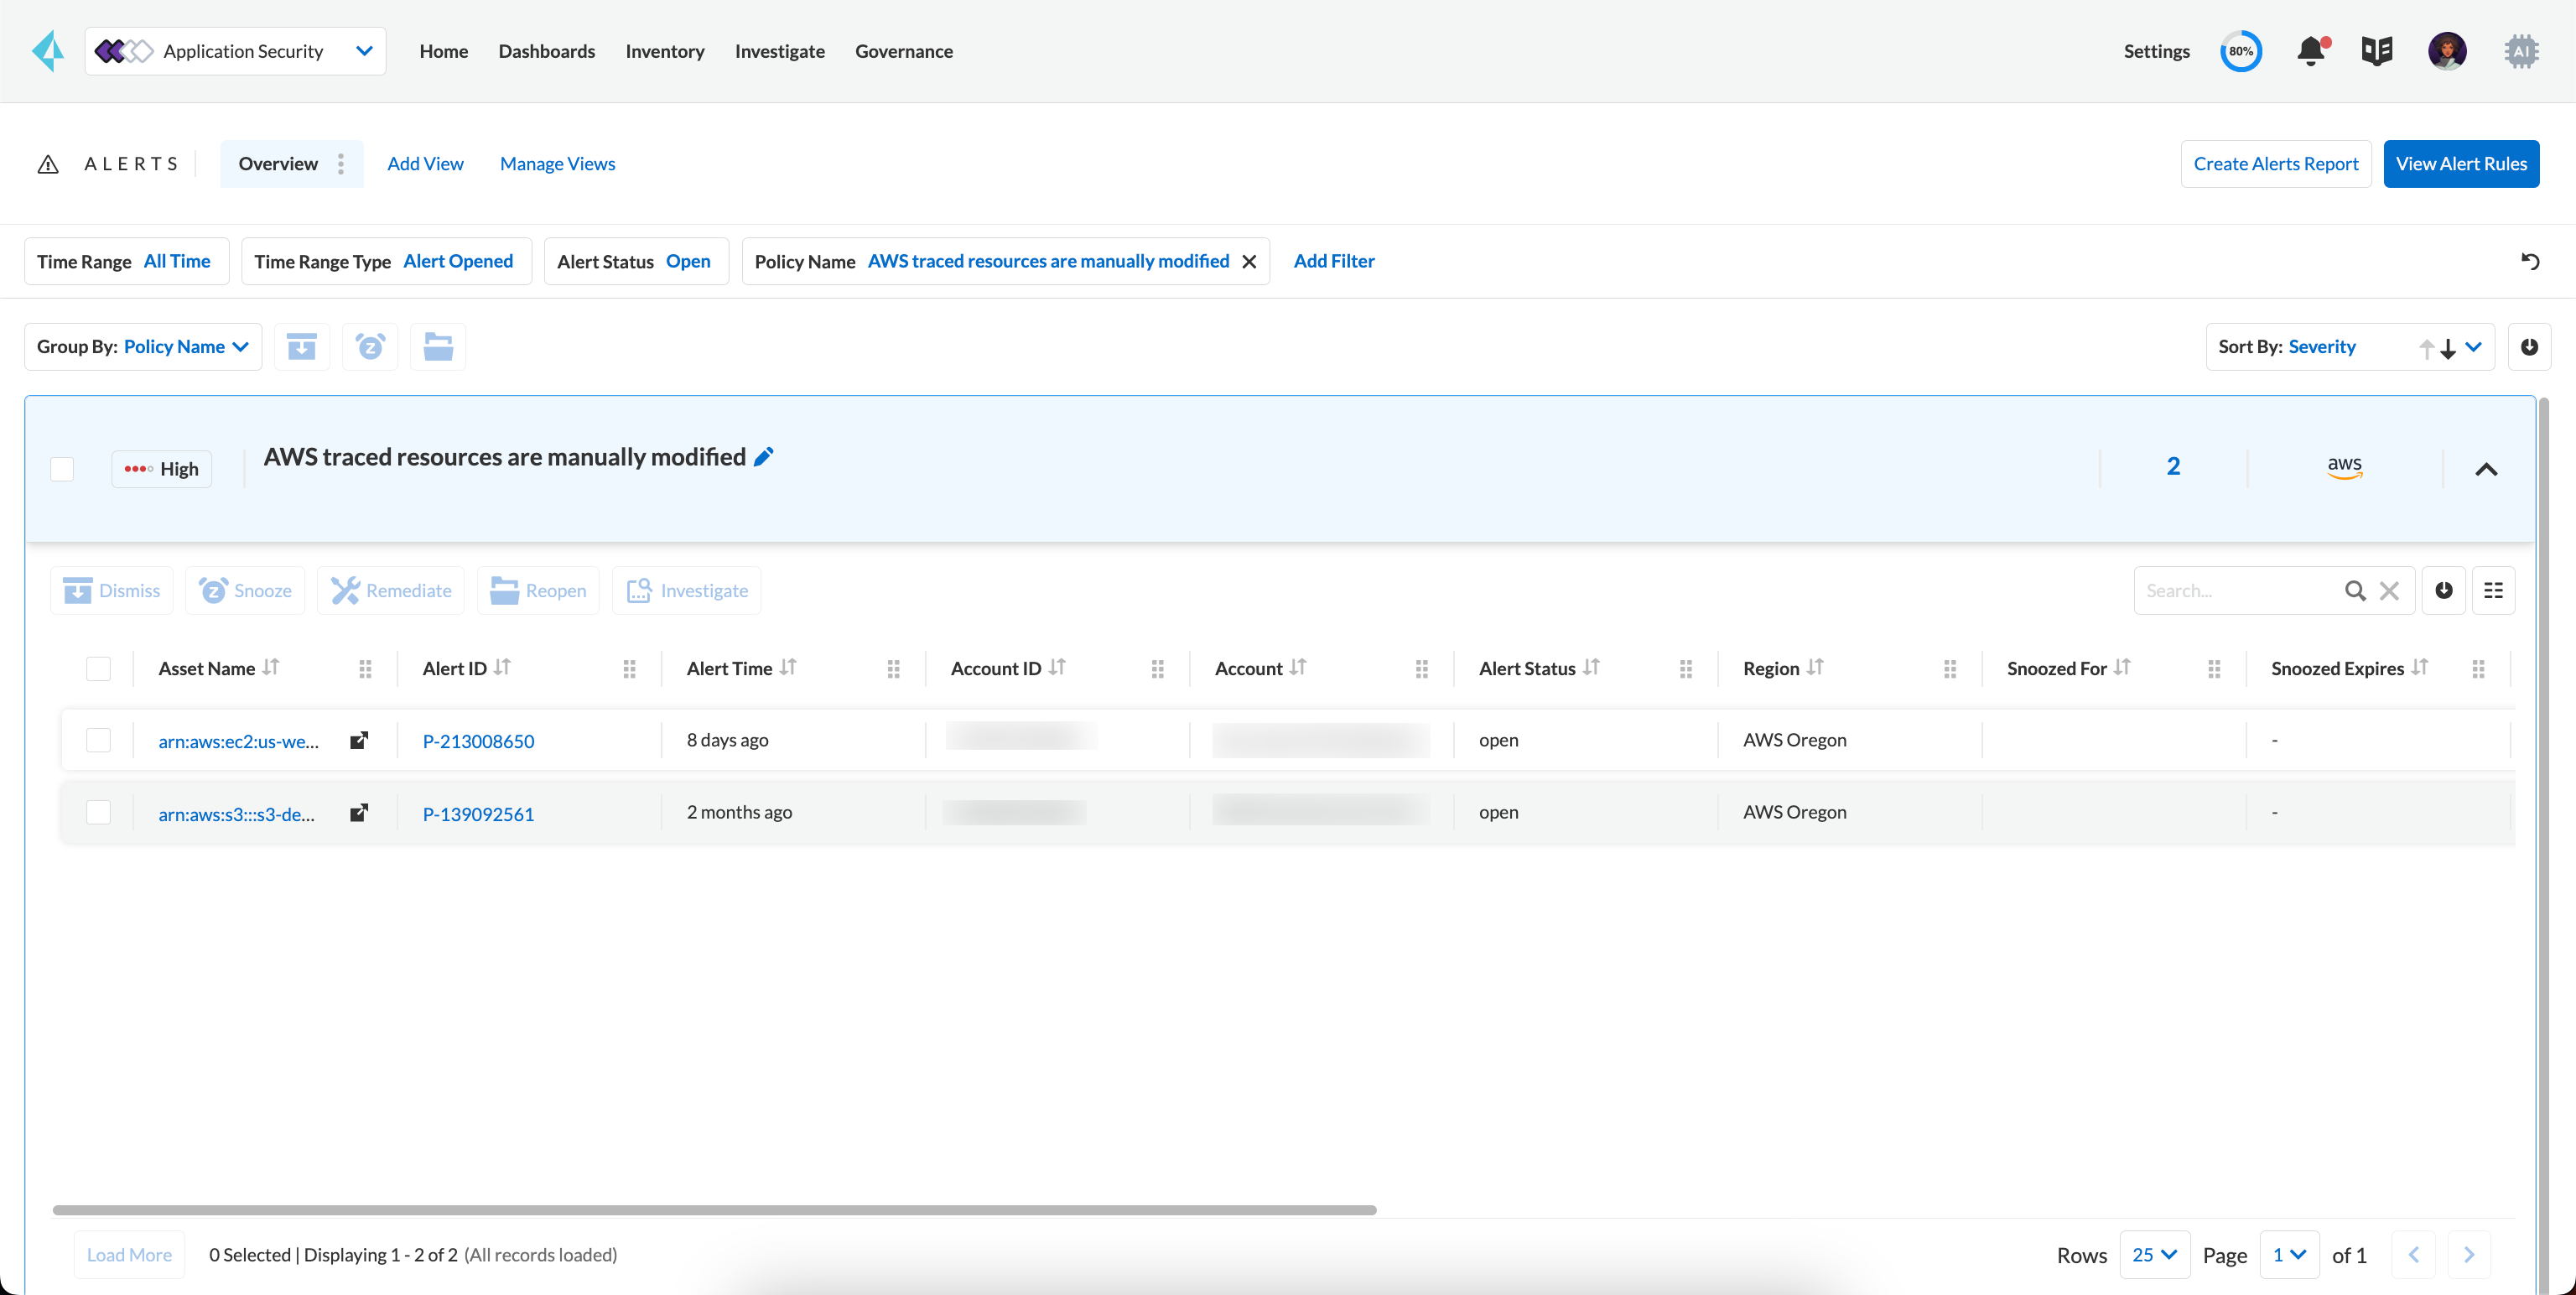 Application Security Home Dashboards Inventory Investigate Governance Settings 80% AI
ALERTS Overview Add View Manage Views Create Alerts Report View Alert Rules
Time Range All Time Time Range Type Alert Opened Alert Status Open Policy Name AWS traced resources are manually modified Add Filter
Group By: Policy Name Sort By: Severity
High AWS traced resources are manually modified 2 aws
Dismiss Snooze Remediate Reopen Investigate Search...
Asset Name Alert ID Alert Time Account ID Account Alert Status Region Snoozed For Snoozed Expires
arn:aws:ec2:us-we... P-213008650 8 days ago open AWS Oregon -
arn:aws:s3:::s3-de... P-139092561 2 months ago open AWS Oregon -
Load More 0 Selected | Displaying 1 - 2 of 2 (All records loaded) Rows 25 Page 1 of 1